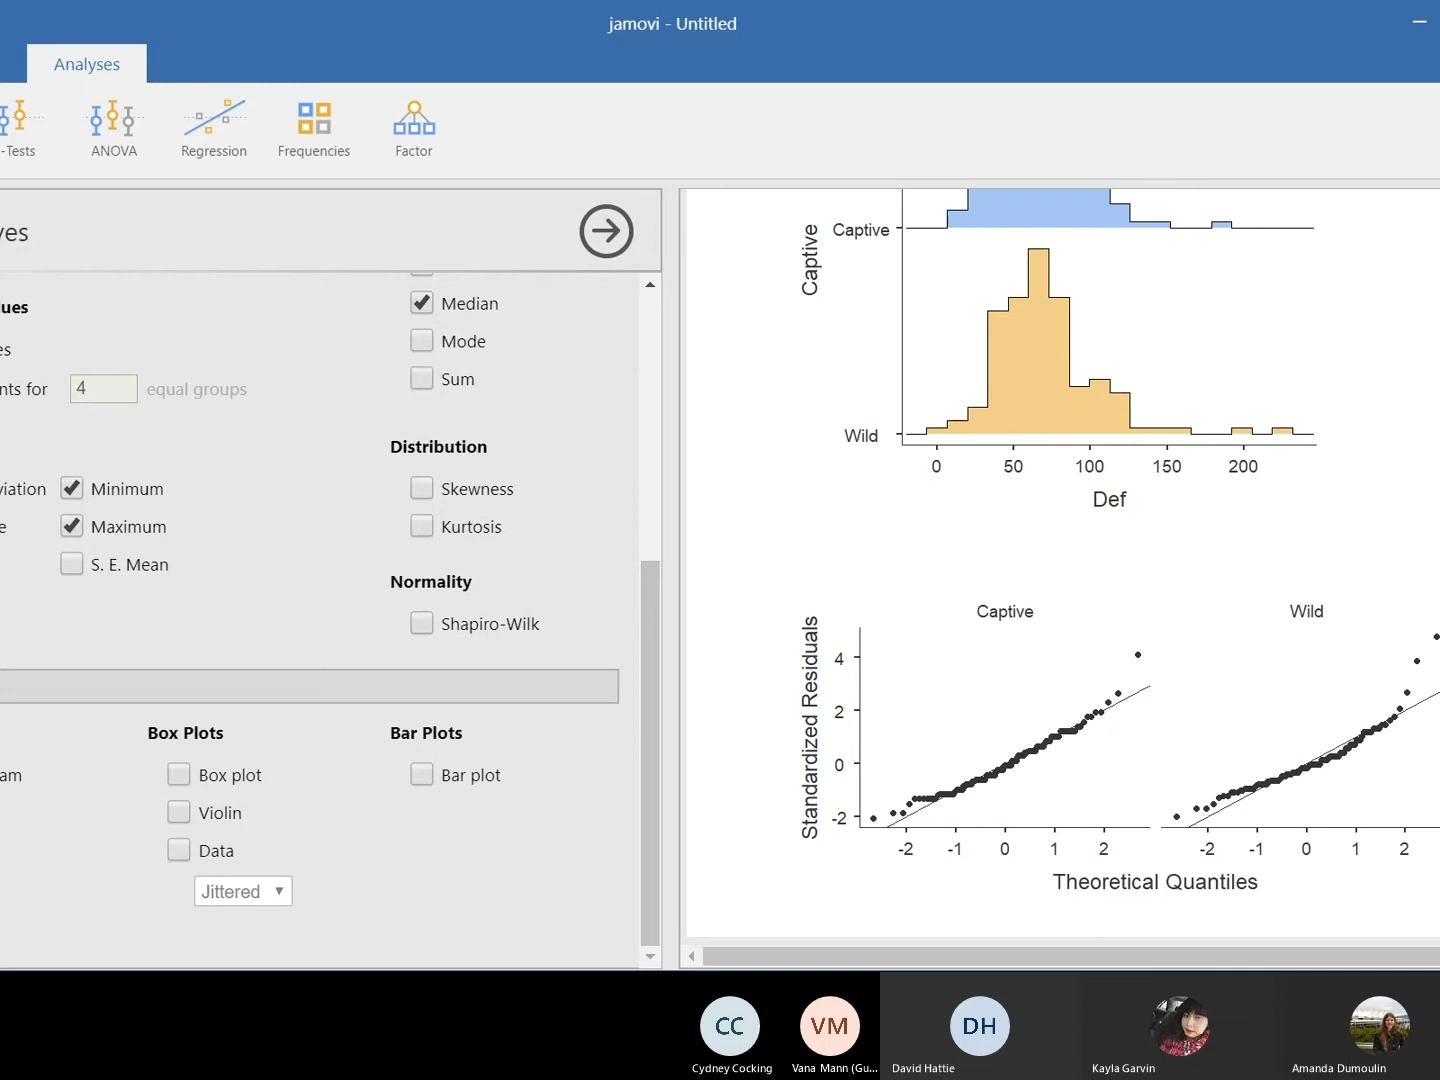 jamovi - Untitled
Analyses
-Tests
ANOVA
Regression
Frequencies
Factor
ves
ues
es
nts for 4 equal groups
viation
Minimum
e
Maximum
S. E. Mean
Median
Mode
Sum
Distribution
Skewness
Kurtosis
Normality
Shapiro-Wilk
am
Box Plots
Box plot
Violin
Data
Jittered
Bar Plots
Bar plot
Captive
Captive
Wild
0 50 100 150 200
Def
Captive
Wild
Standardized Residuals
4
2
0
-2
-2 -1 0 1 2
-2 -1 0 1 2
Theoretical Quantiles
CC
VM
DH
Cydney Cocking
Vana Mann (Gu...
David Hattie
Kayla Garvin
Amanda Dumoulin